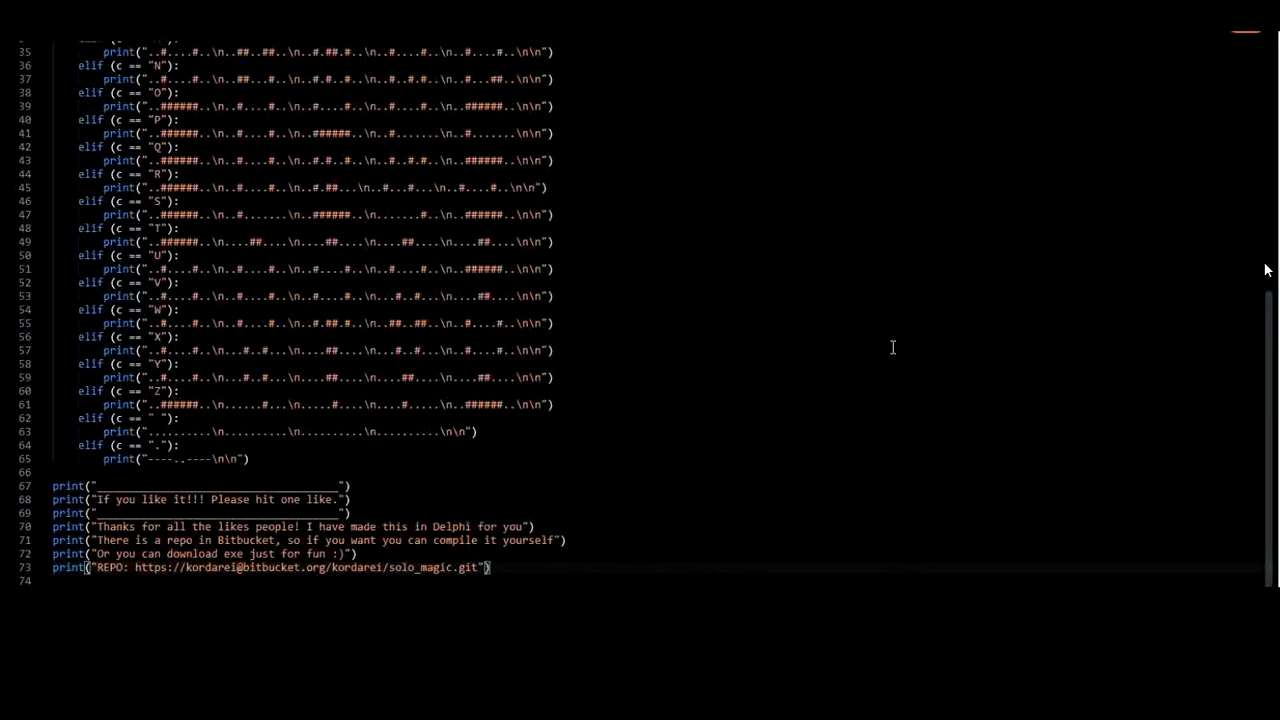 35 print("..#....#..\n..##..##..\n..#.##.#..\n..#....#..\n..#....#..\n\n")
36 elif (c == "N"):
37 print("..#....#..\n..##...#..\n..#.#..#..\n..#..#.#..\n..#...##..\n\n")
38 elif (c == "O"):
39 print("..######..\n..#....#..\n..#....#..\n..#....#..\n..######..\n\n")
40 elif (c == "P"):
41 print("..######..\n..#....#..\n..######..\n..#.......\n..#.......\n\n")
42 elif (c == "Q"):
43 print("..######..\n..#....#..\n..#.#..#..\n..#..#.#..\n..######..\n\n")
44 elif (c == "R"):
45 print("..######..\n..#....#..\n..#.##...\n..#...#...\n..#....#..\n\n")
46 elif (c == "S"):
47 print("..######..\n..#.......\n..######..\n.......#..\n..######..\n\n")
48 elif (c == "T"):
49 print("..######..\n....##....\n....##....\n....##....\n....##....\n\n")
50 elif (c == "U"):
51 print("..#....#..\n..#....#..\n..#....#..\n..#....#..\n..######..\n\n")
52 elif (c == "V"):
53 print("..#....#..\n..#....#..\n..#....#..\n...#..#...\n....##....\n\n")
54 elif (c == "W"):
55 print("..#....#..\n..#....#..\n..#.##.#..\n..##..##..\n..#....#..\n\n")
56 elif (c == "X"):
57 print("..#....#..\n...#..#...\n....##....\n...#..#...\n..#....#..\n\n")
58 elif (c == "Y"):
59 print("..#....#..\n...#..#...\n....##....\n....##....\n....##....\n\n")
60 elif (c == "Z"):
61 print("..######..\n......#...\n.....#....\n....#.....\n..######..\n\n")
62 elif (c == " "):
63 print("..........\n..........\n..........\n..........\n\n")
64 elif (c == "."):
65 print("----..----\n\n")
66
67 print("______________________________________")
68 print("If you like it!!! Please hit one like.")
69 print("______________________________________")
70 print("Thanks for all the likes people! I have made this in Delphi for you")
71 print("There is a repo in Bitbucket, so if you want you can compile it yourself")
72 print("Or you can download exe just for fun :)")
73 print("REPO: https://kordarei@bitbucket.org/kordarei/solo_magic.git")
74